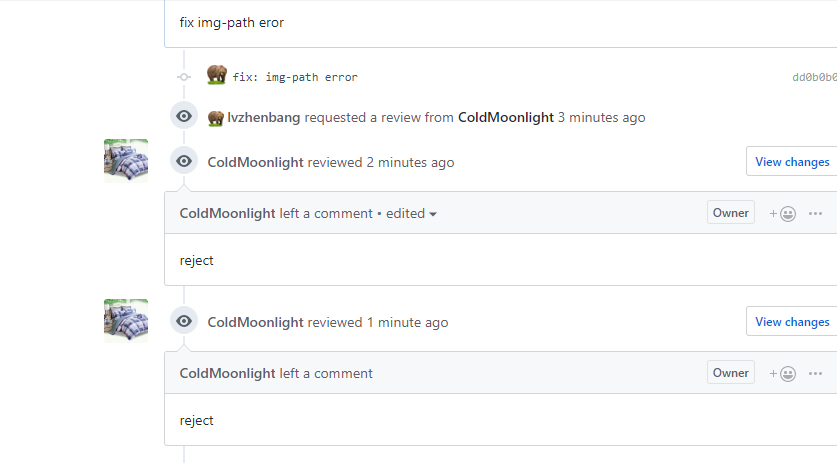 fix img-path eror
fix: img-path error dd0b0b0
lvzhenbang requested a review from ColdMoonlight 3 minutes ago
ColdMoonlight reviewed 2 minutes ago View changes
ColdMoonlight left a comment • edited Owner
reject
ColdMoonlight reviewed 1 minute ago View changes
ColdMoonlight left a comment Owner
reject